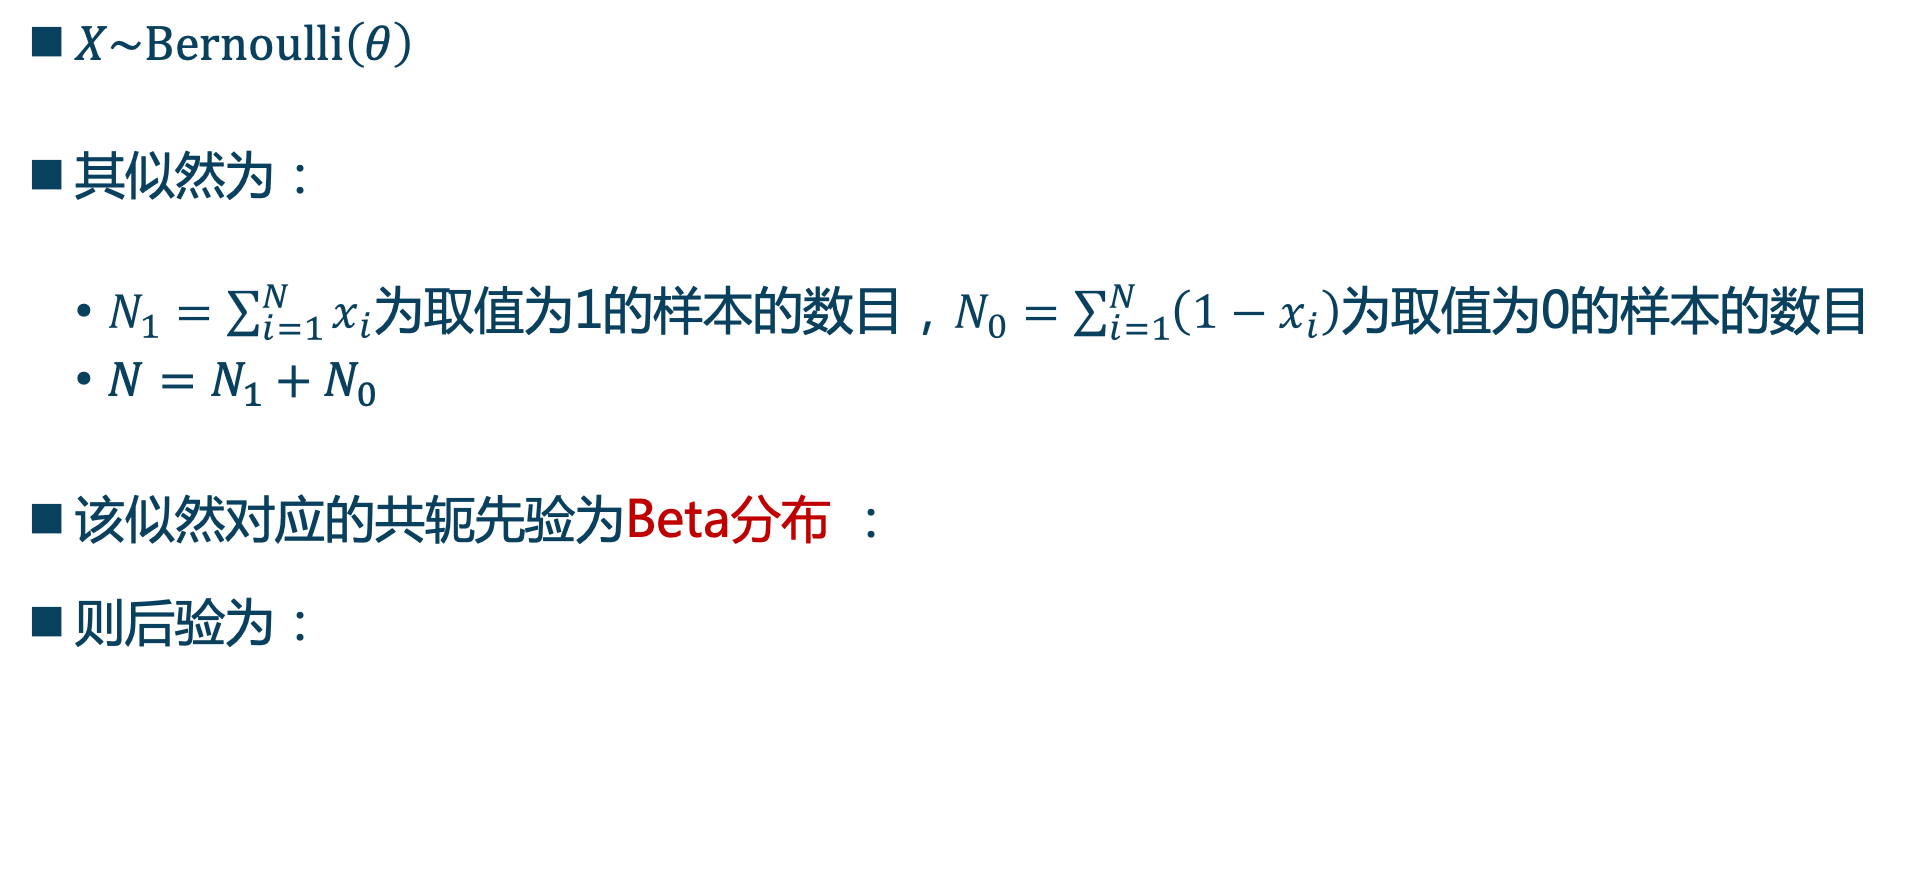 ■ X~Bernoulli(θ)
■ 其似然为：
• N₁ = ∑ᵢ₌₁ᴺ xᵢ为取值为1的样本的数目，N₀ = ∑ᵢ₌₁ᴺ(1 − xᵢ)为取值为0的样本的数目
• N = N₁ + N₀
■ 该似然对应的共轭先验为Beta分布 ：
■ 则后验为：